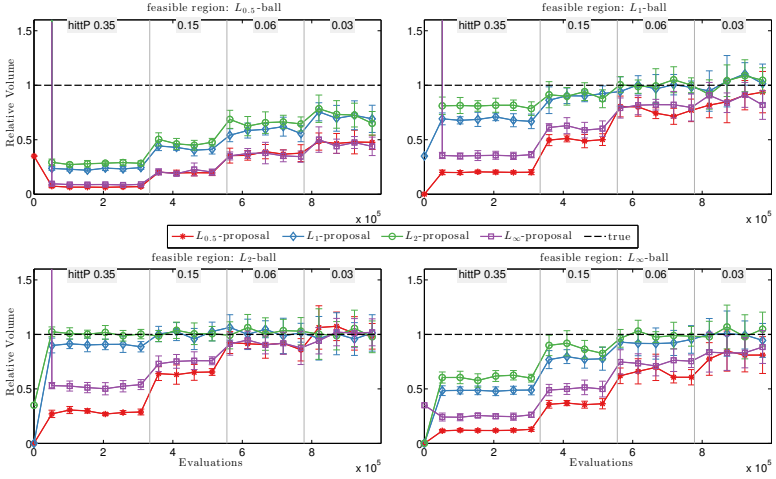 feasible region: L0.5-ball
feasible region: L1-ball
hittP 0.35
0.15
0.06
0.03
hittP 0.35
0.15
0.06
0.03
Relative Volume
1.5
1
0.5
0
0
2
4
6
8
x 10^5
1.5
1
0.5
0
0
2
4
6
8
x 10^5
L0.5-proposal
L1-proposal
L2-proposal
L∞-proposal
true
feasible region: L2-ball
feasible region: L∞-ball
hittP 0.35
0.15
0.06
0.03
hittP 0.35
0.15
0.06
0.03
Relative Volume
1.5
1
0.5
0
0
2
4
6
8
Evaluations
x 10^5
1.5
1
0.5
0
0
2
4
6
8
Evaluations
x 10^5